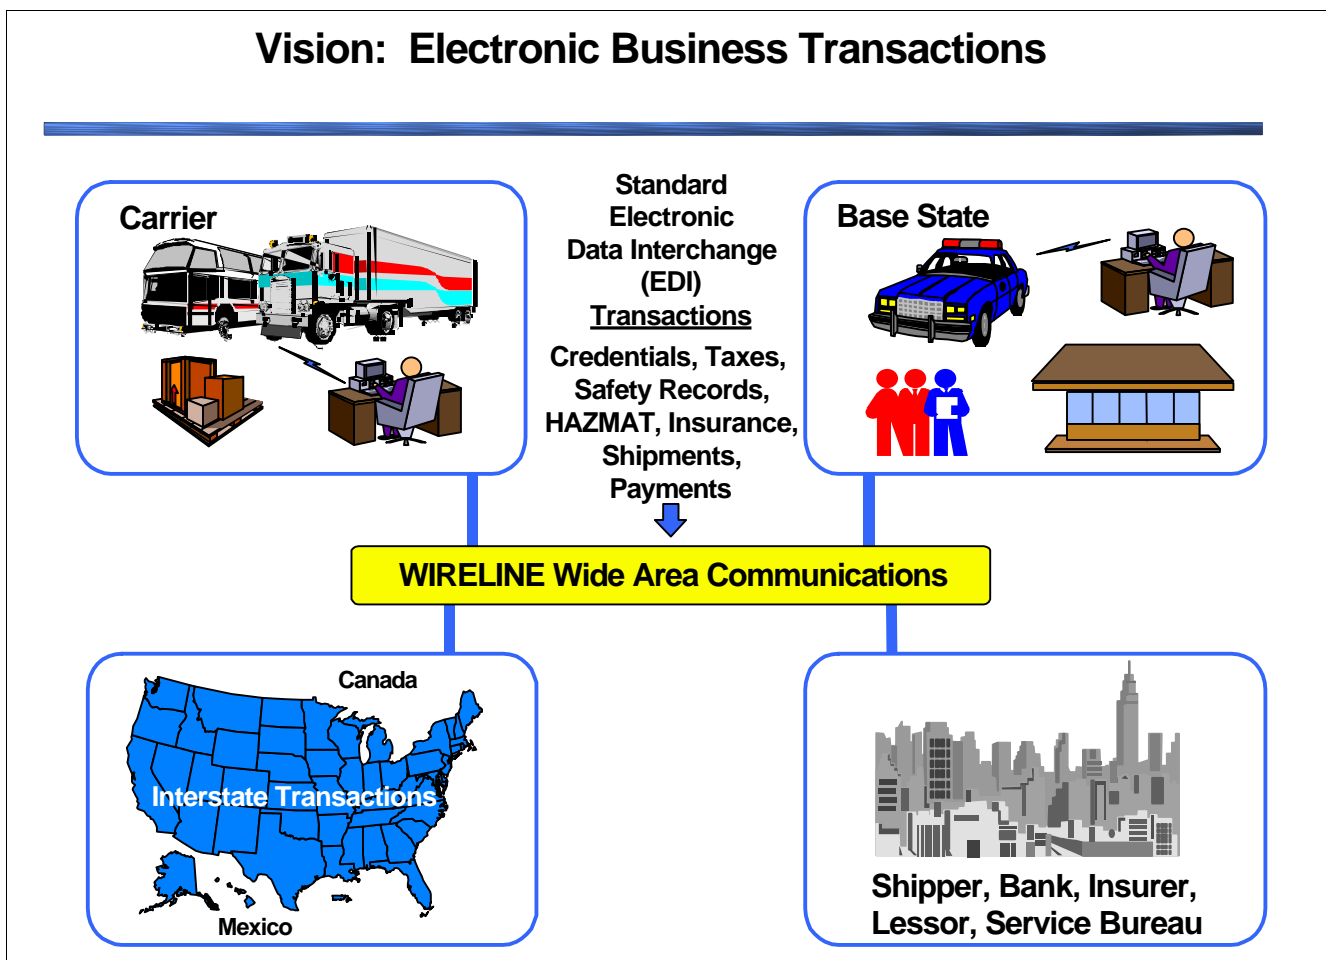 Vision:  Electronic Business Transactions
Carrier
Standard
Electronic
Data Interchange
(EDI)
Transactions
Credentials, Taxes,
Safety Records,
HAZMAT, Insurance,
Shipments,
Payments
Base State
WIRELINE Wide Area Communications
Canada
Interstate Transactions
Mexico
Shipper, Bank, Insurer,
Lessor, Service Bureau